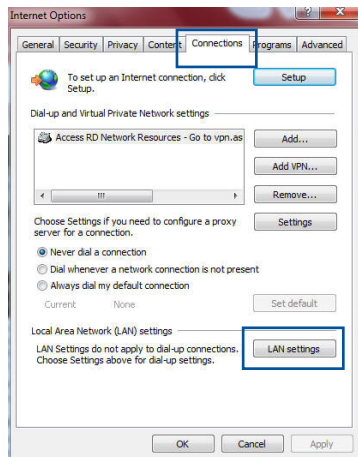 Internet Options
General Security Privacy Content Connections Programs Advanced
To set up an Internet connection, click Setup.
Setup
Dial-up and Virtual Private Network settings
Access RD Network Resources - Go to vpn.as
Add...
Add VPN...
Remove...
Choose Settings if you need to configure a proxy
server for a connection.
Settings
Never dial a connection
Dial whenever a network connection is not present
Always dial my default connection
Current None
Set default
Local Area Network (LAN) settings
LAN Settings do not apply to dial-up connections.
Choose Settings above for dial-up settings.
LAN settings
OK Cancel Apply